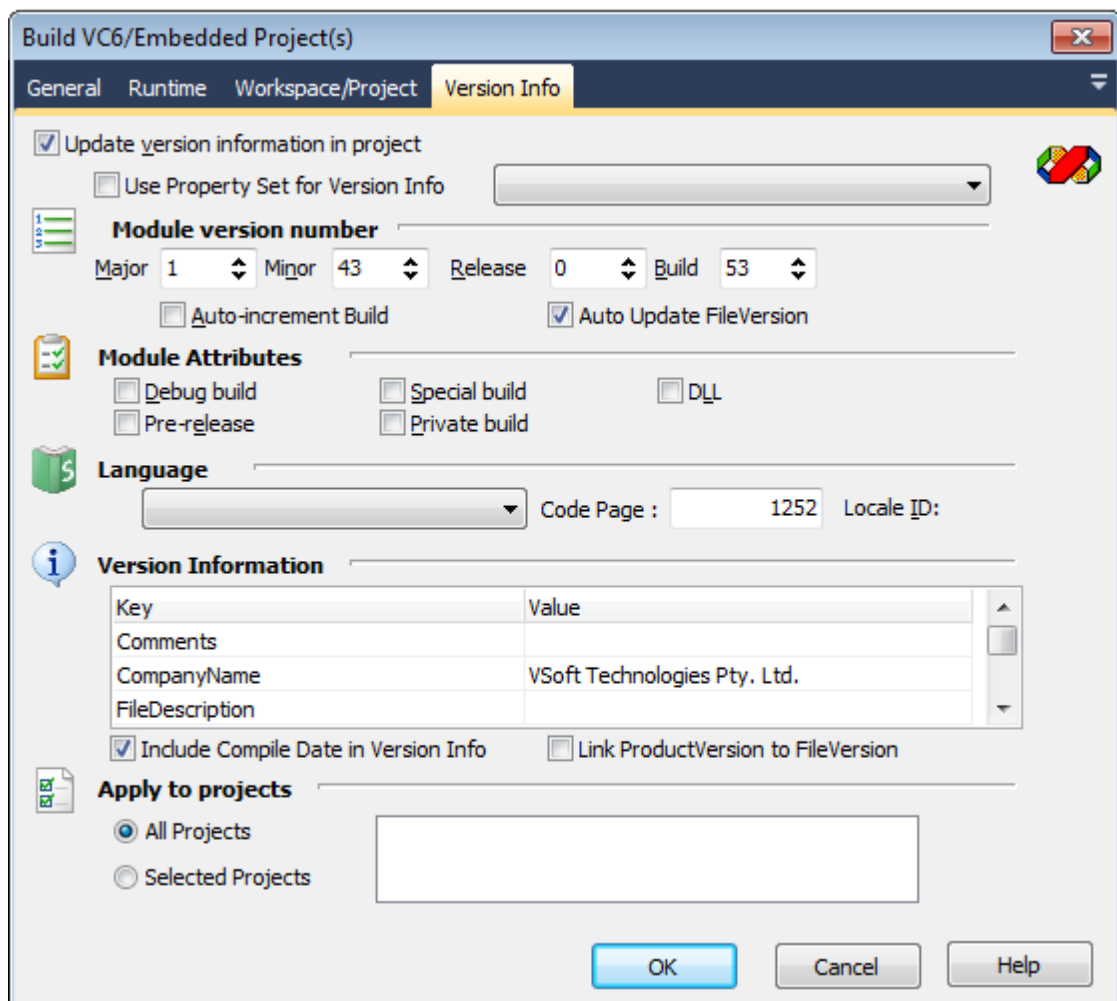 Build VC6/Embedded Project(s)
General Runtime Workspace/Project Version Info
Update version information in project
Use Property Set for Version Info
Module version number
Major 1 Minor 43 Release 0 Build 53
Auto-increment Build Auto Update FileVersion
Module Attributes
Debug build Special build DLL
Pre-release Private build
Language
Code Page : 1252 Locale ID:
Version Information
Key Value
Comments
CompanyName VSoft Technologies Pty. Ltd.
FileDescription
Include Compile Date in Version Info Link ProductVersion to FileVersion
Apply to projects
All Projects
Selected Projects
OK Cancel Help